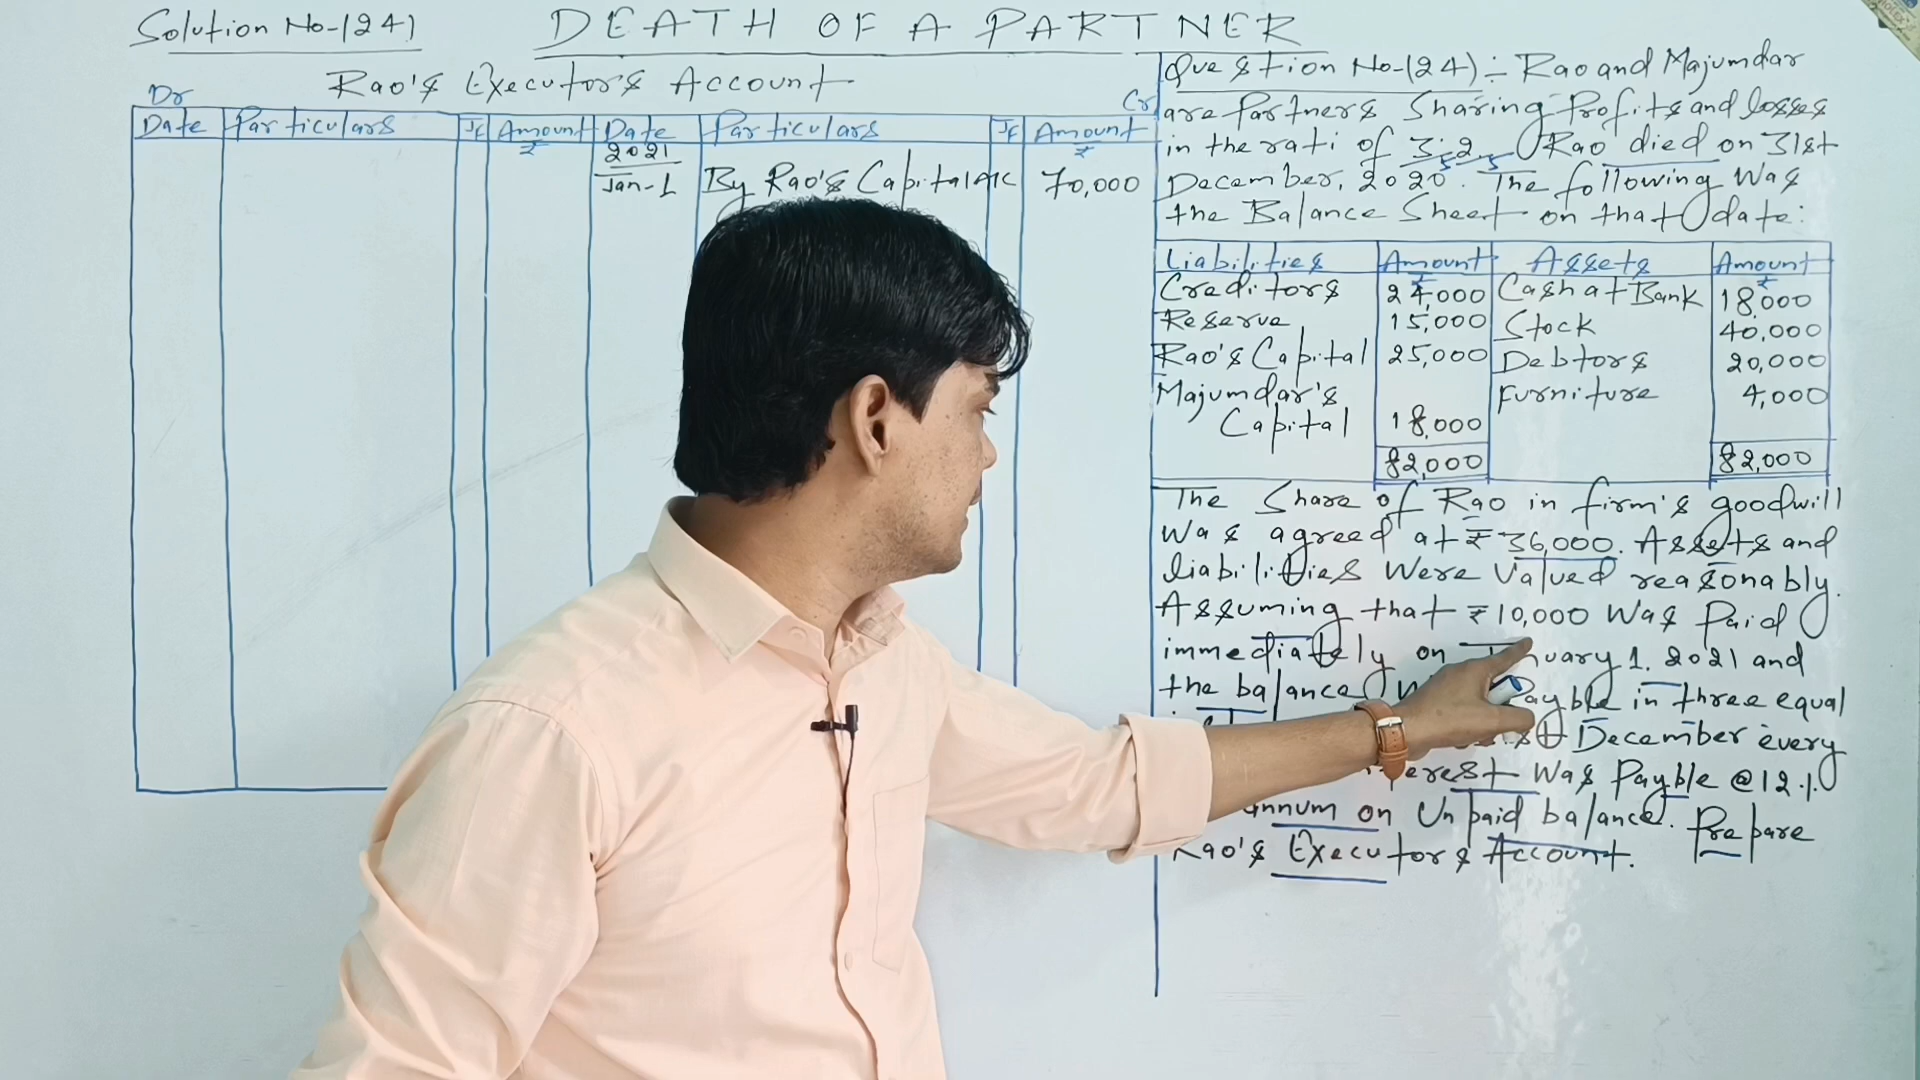 Solution No-(24)
DEATH OF A PARTNER
Rao's Executor's Account
Dr
Cr
Date Particulars JF Amount ₹ Date Particulars JF Amount ₹
2021
Jan-1 By Rao's Capital A/C 70,000
Question No-(24) :- Rao and Majumdar
are Partners Sharing Profits and losses
in the rati of 3:2. Rao died on 31st
5 5
December, 2020. The following Was
the Balance Sheet on that date:
Liabilities Amount ₹ Assets Amount ₹
Creditors 24,000 Cash at Bank 18,000
Reserve 15,000 Stock 40,000
Rao's Capital 25,000 Debtors 20,000
Majumdar's Furniture 4,000
Capital 18,000
82,000 82,000
The Share of Rao in firm's goodwill
Was agreed at ₹ 36,000. Assets and
liabilities Were Valued reasonably.
Assuming that ₹10,000 Was Paid
immediately on January 1, 2021 and
the balance Payble in three equal
December every
Was Payble @12%
annum on Unpaid balance. Prepare
Rao's Executors Account.